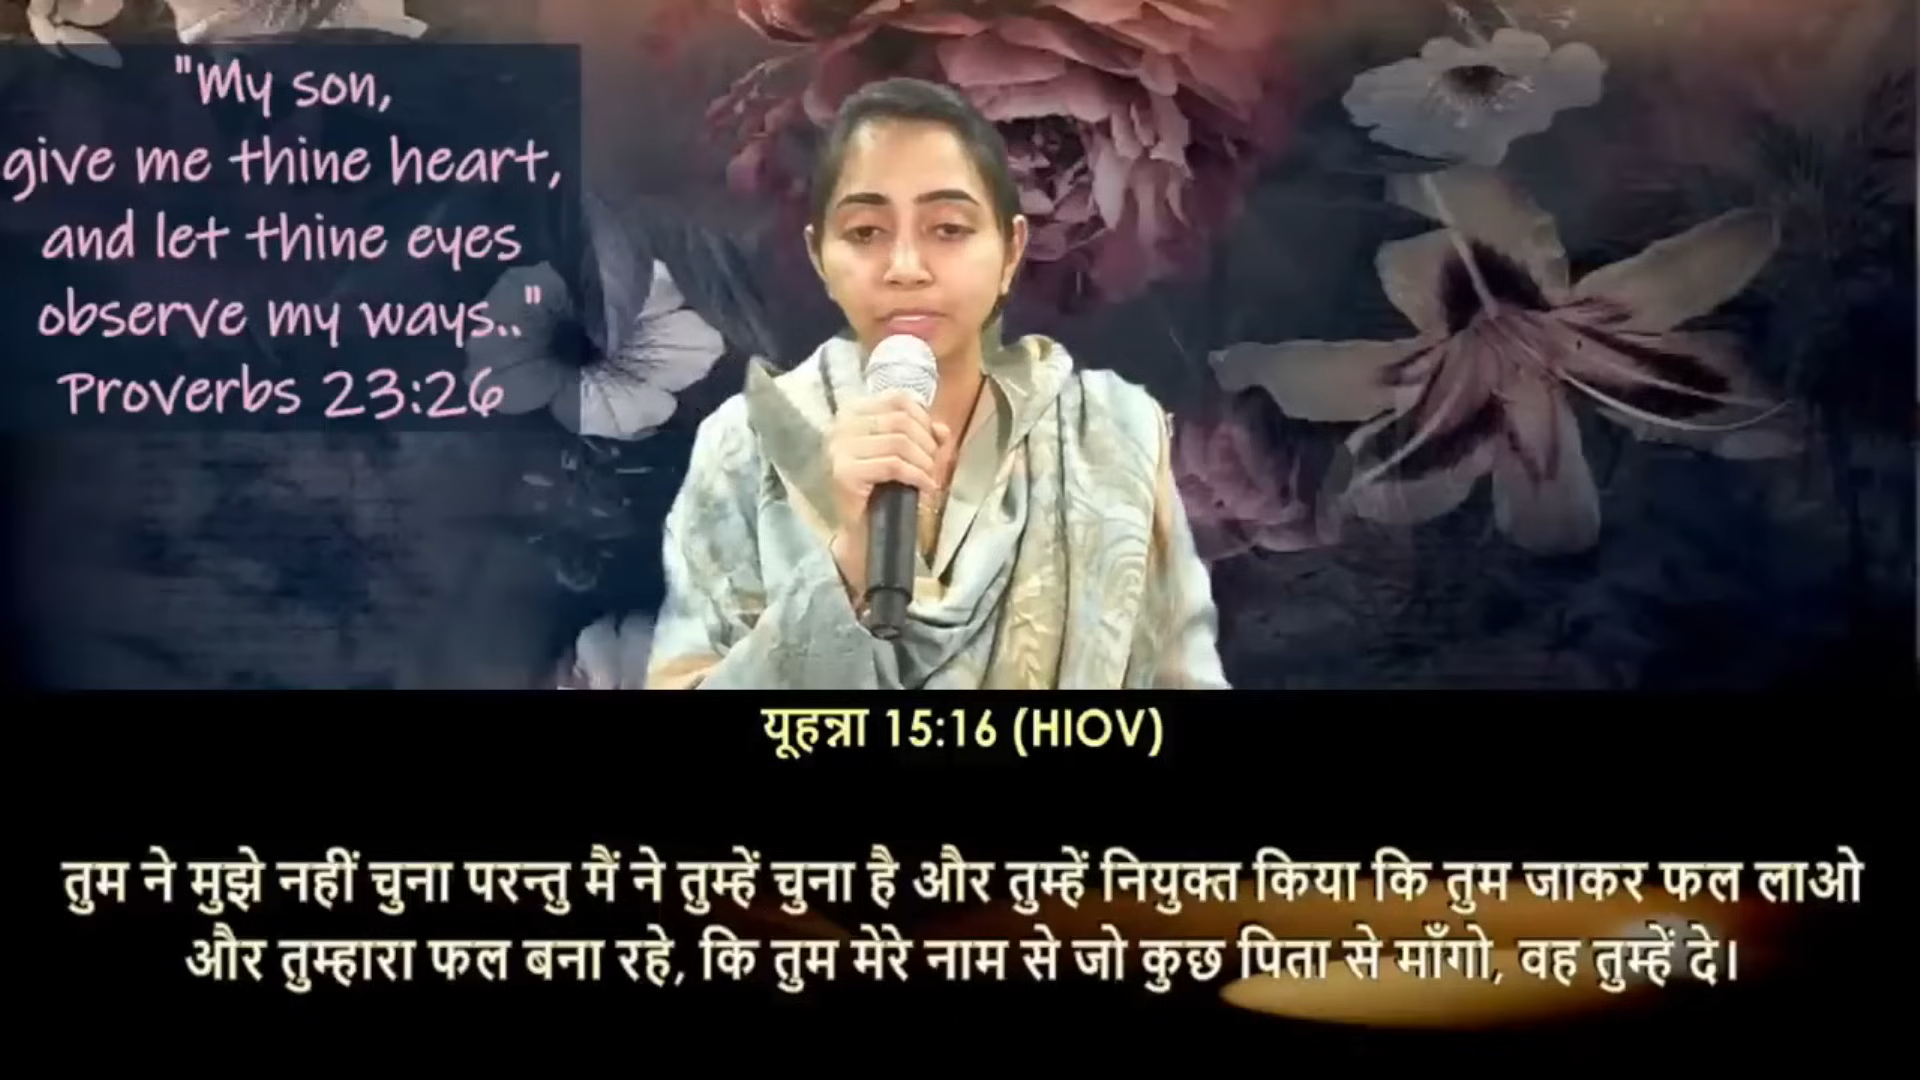 "My son,
give me thine heart,
and let thine eyes
observe my ways.."
Proverbs 23:26
यूहन्ना 15:16 (HIOV)
तुम ने मुझे नहीं चुना परन्तु मैं ने तुम्हें चुना है और तुम्हें नियुक्त किया कि तुम जाकर फल लाओ
और तुम्हारा फल बना रहे, कि तुम मेरे नाम से जो कुछ पिता से माँगो, वह तुम्हें दे।